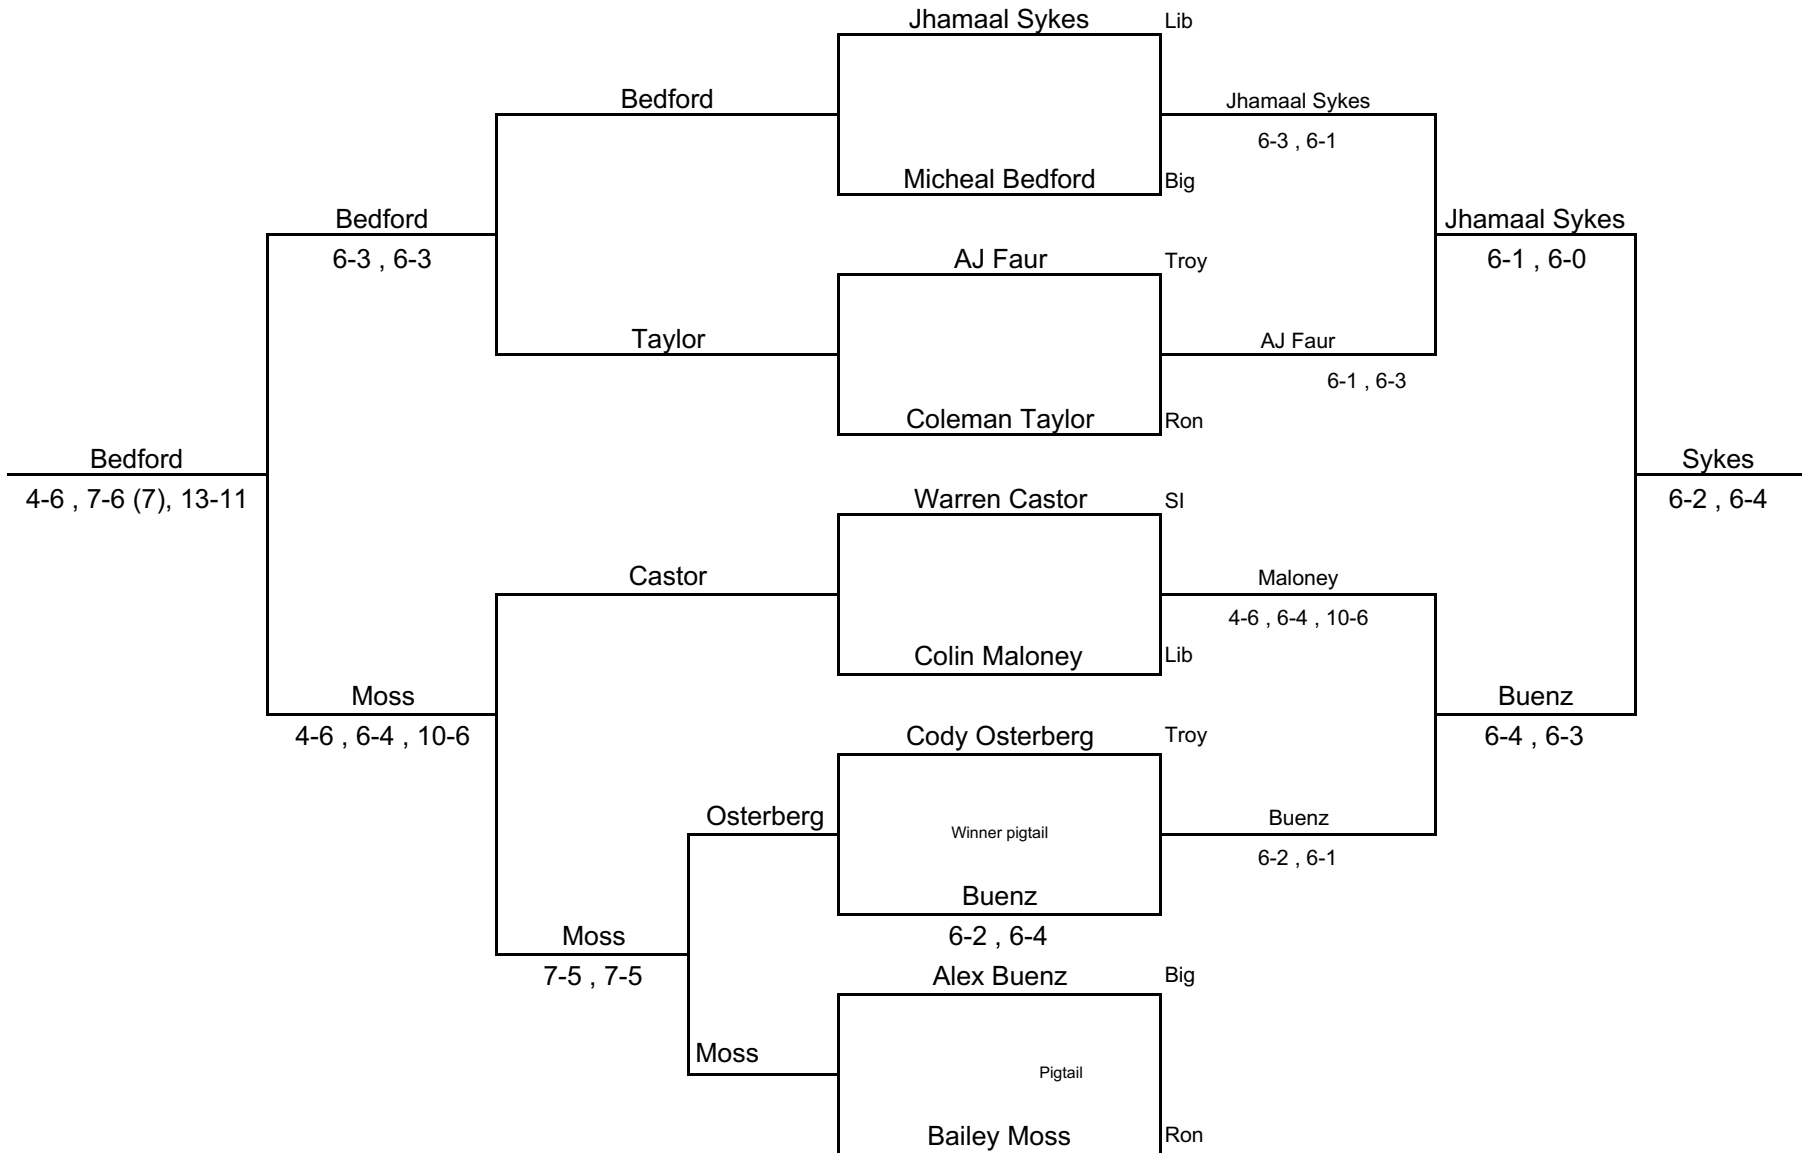 Jhamaal Sykes Lib
Bedford Jhamaal Sykes
6-3 , 6-1
Micheal Bedford Big
Bedford Jhamaal Sykes
6-3 , 6-3 AJ Faur Troy 6-1 , 6-0
Taylor AJ Faur
6-1 , 6-3
Coleman Taylor Ron
Bedford Sykes
4-6 , 7-6 (7), 13-11 Warren Castor SI 6-2 , 6-4
Castor Maloney
4-6 , 6-4 , 10-6
Colin Maloney Lib
Moss Buenz
4-6 , 6-4 , 10-6 Cody Osterberg Troy 6-4 , 6-3
Osterberg Winner pigtail Buenz
6-2 , 6-1
Buenz
Moss 6-2 , 6-4
7-5 , 7-5 Alex Buenz Big
Moss Pigtail
Bailey Moss Ron